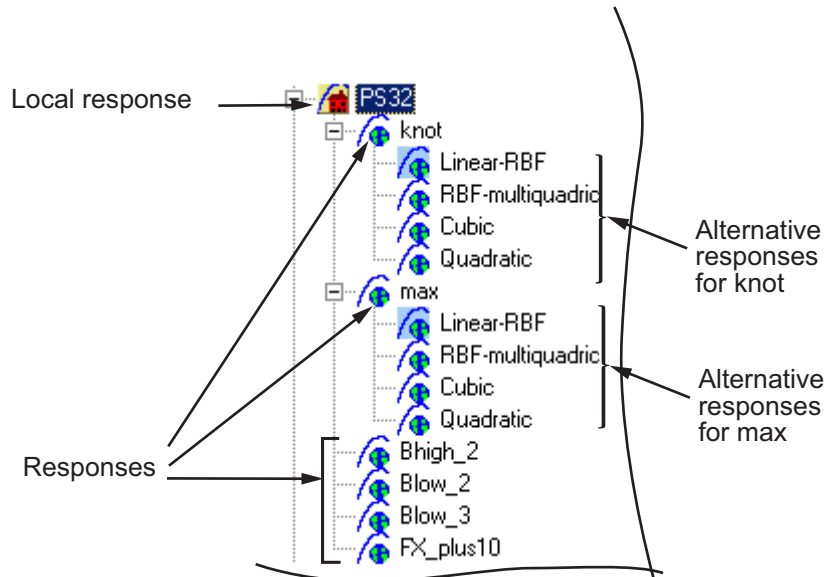 Local response
PS32
knot
Linear-RBF
RBF-multiquadric
Cubic
Quadratic
Alternative
responses
for knot
max
Linear-RBF
RBF-multiquadric
Cubic
Quadratic
Alternative
responses
for max
Responses
Bhigh_2
Blow_2
Blow_3
FX_plus10